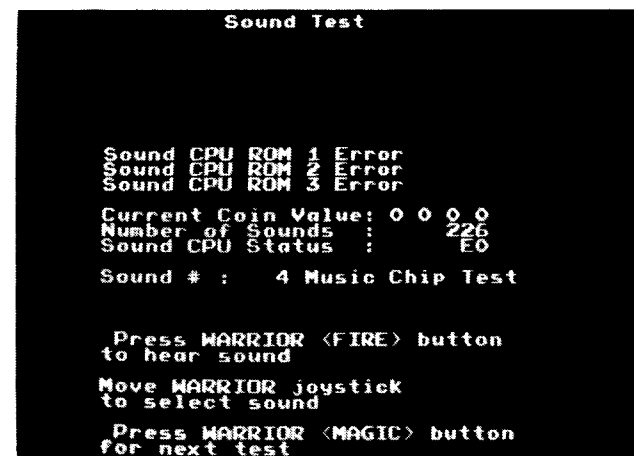 Sound Test
Sound CPU ROM 1 Error
Sound CPU ROM 2 Error
Sound CPU ROM 3 Error
Current Coin Value: 0 0 0 0
Number of Sounds : 226
Sound CPU Status : E0
Sound # : 4 Music Chip Test
Press WARRIOR <FIRE> button
to hear sound
Move WARRIOR joystick
to select sound
Press WARRIOR <MAGIC> button
for next test